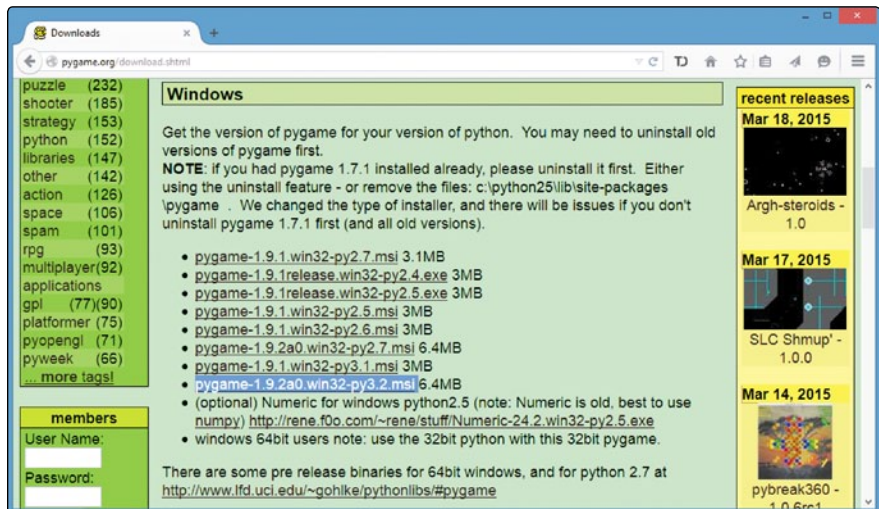 Downloads
pygame.org/download.shtml
puzzle (232)
shooter (185)
strategy (153)
python (152)
libraries (147)
other (142)
action (126)
space (106)
spam (101)
rpg (93)
multiplayer(92)
applications
gpl (77)(90)
platformer (75)
pyopengl (71)
pyweek (66)
... more tags!
members
User Name:
Password:
Windows
Get the version of pygame for your version of python. You may need to uninstall old
versions of pygame first.
NOTE: if you had pygame 1.7.1 installed already, please uninstall it first. Either
using the uninstall feature - or remove the files: c:\python25\lib\site-packages
\pygame . We changed the type of installer, and there will be issues if you don't
uninstall pygame 1.7.1 first (and all old versions).
• pygame-1.9.1.win32-py2.7.msi 3.1MB
• pygame-1.9.1release.win32-py2.4.exe 3MB
• pygame-1.9.1release.win32-py2.5.exe 3MB
• pygame-1.9.1.win32-py2.5.msi 3MB
• pygame-1.9.1.win32-py2.6.msi 3MB
• pygame-1.9.2a0.win32-py2.7.msi 6.4MB
• pygame-1.9.1.win32-py3.1.msi 3MB
• pygame-1.9.2a0.win32-py3.2.msi 6.4MB
• (optional) Numeric for windows python2.5 (note: Numeric is old, best to use
numpy) http://rene.f0o.com/~rene/stuff/Numeric-24.2.win32-py2.5.exe
• windows 64bit users note: use the 32bit python with this 32bit pygame.
There are some pre release binaries for 64bit windows, and for python 2.7 at
http://www.lfd.uci.edu/~gohlke/pythonlibs/#pygame
recent releases
Mar 18, 2015
Argh-steroids -
1.0
Mar 17, 2015
SLC Shmup' -
1.0.0
Mar 14, 2015
pybreak360 -
1.0.6rc1